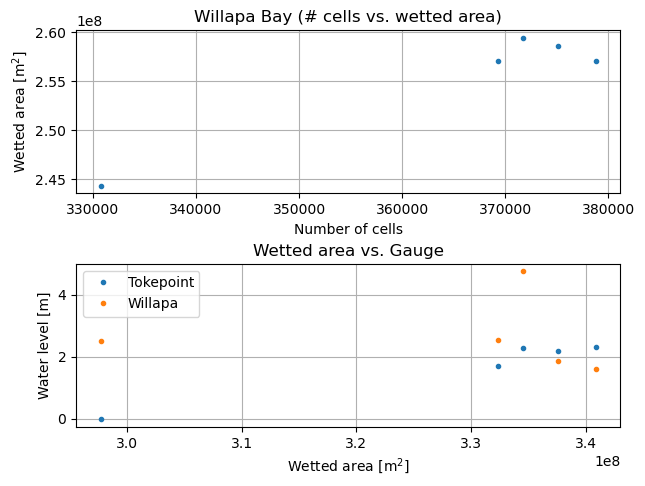 Willapa Bay (# cells vs. wetted area)
1e8
2.60
2.55
2.50
2.45
Wetted area [m²]
330000 340000 350000 360000 370000 380000
Number of cells
Wetted area vs. Gauge
Tokepoint
Willapa
4
2
0
Water level [m]
3.0 3.1 3.2 3.3 3.4
1e8
Wetted area [m²]